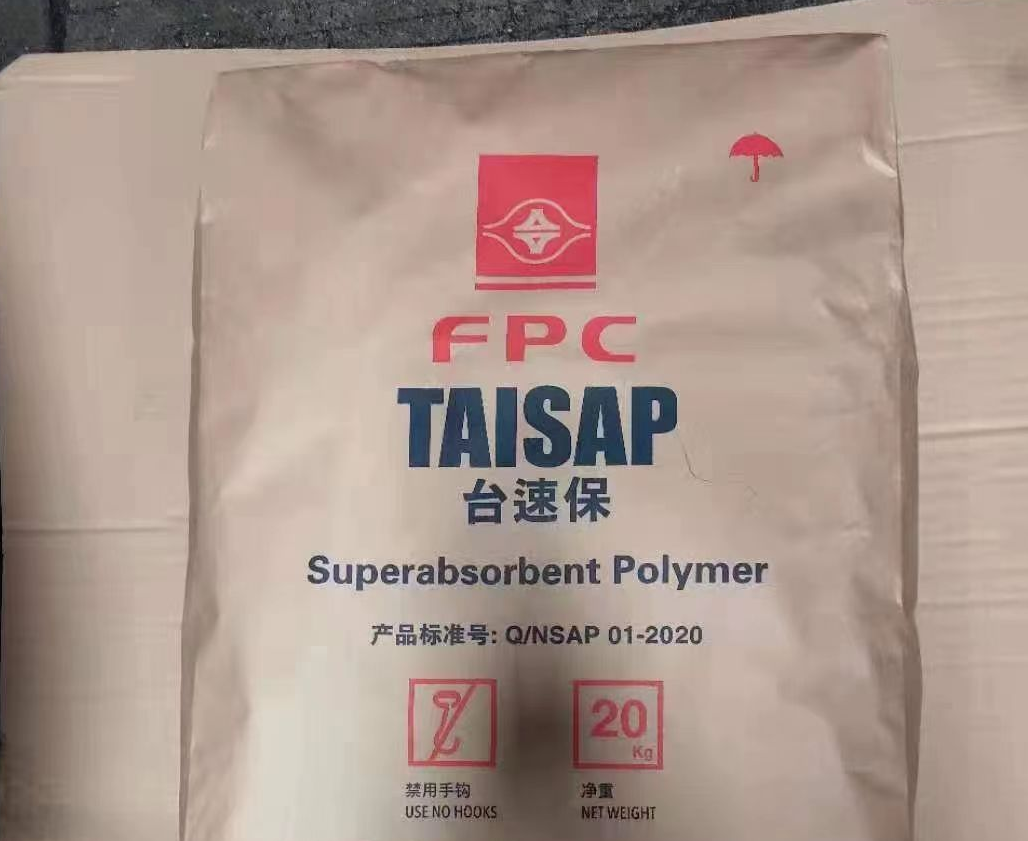 FPC
TAISAP
台速保
Superabsorbent Polymer
产品标准号: Q/NSAP 01-2020
20
Kg
禁用手钩
USE NO HOOKS
净重
NET WEIGHT